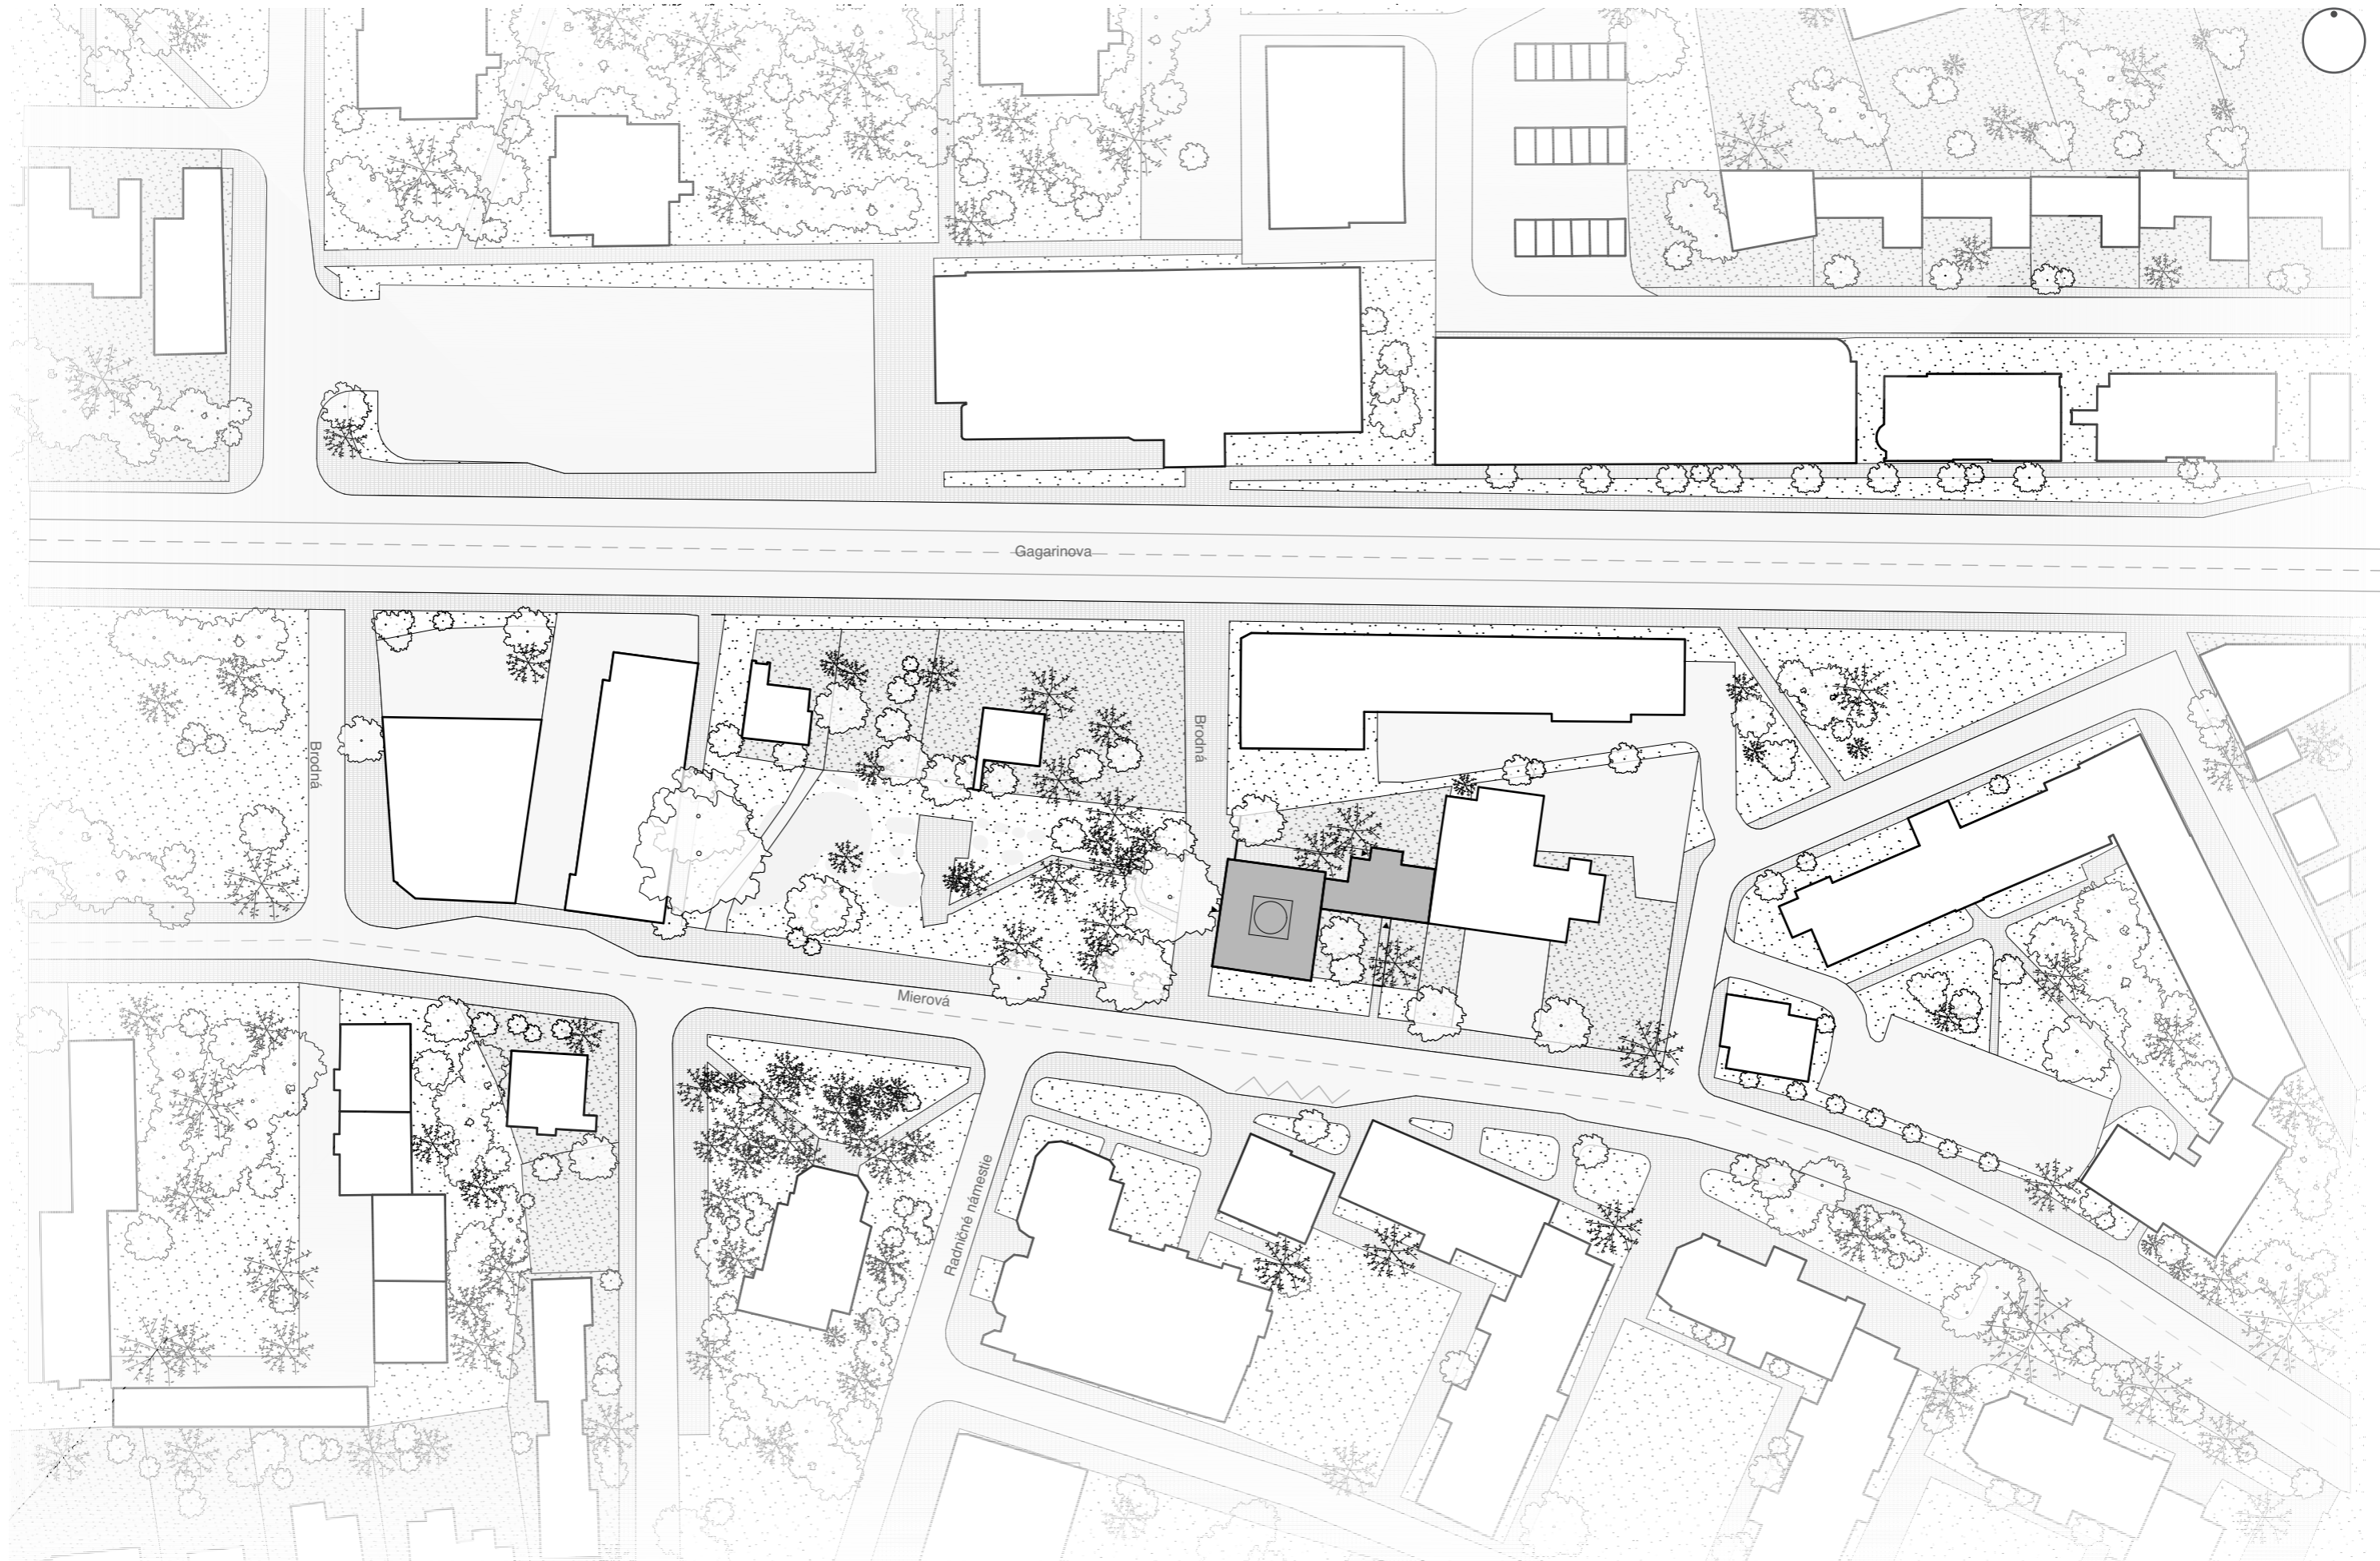 Gagarinova
Brodná
Brodná
Mierová
Radničné námestie